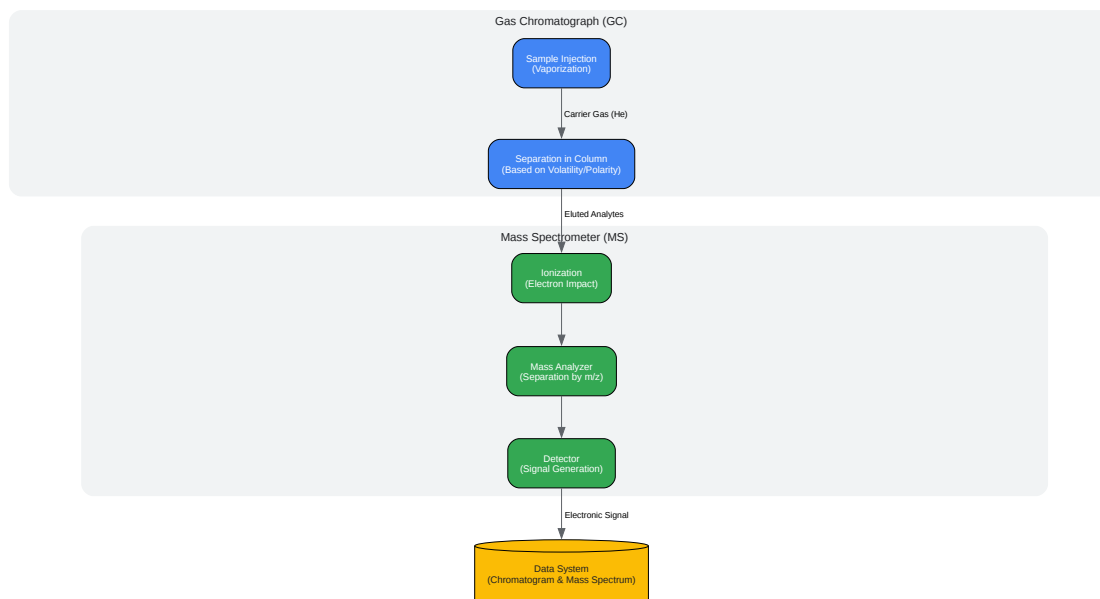 Gas Chromatograph (GC)
Sample Injection
(Vaporization)
Carrier Gas (He)
Separation in Column
(Based on Volatility/Polarity)
Eluted Analytes
Mass Spectrometer (MS)
Ionization
(Electron Impact)
Mass Analyzer
(Separation by m/z)
Detector
(Signal Generation)
Electronic Signal
Data System
(Chromatogram & Mass Spectrum)